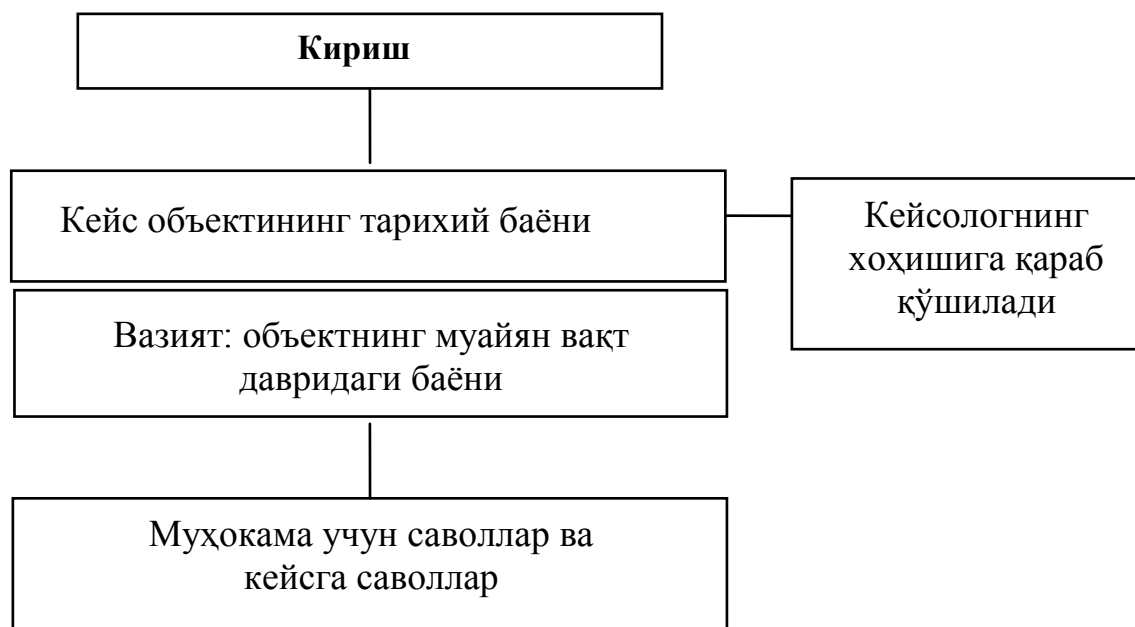 Кириш
Кейс объектининг тарихий баёни
Кейсологнинг
хоҳишига қараб
қўшилади
Вазият: объектнинг муайян вақт
давридаги баёни
Муҳокама учун саволлар ва
кейсга саволлар